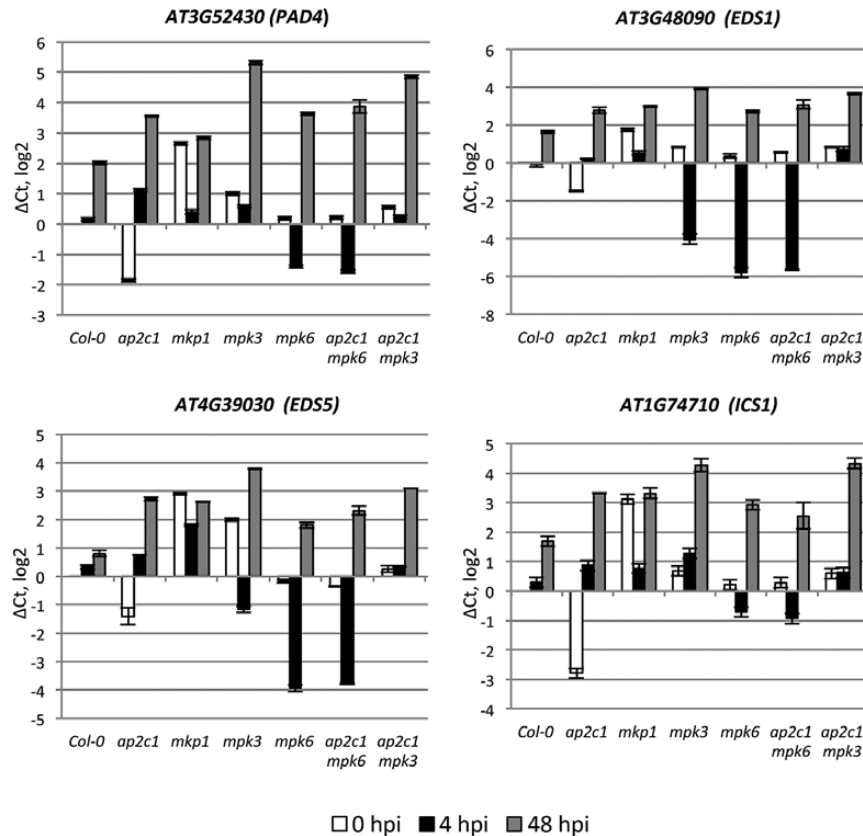 AT3G52430 (PAD4)
6
5
4
3
2
1
0
-1
-2
-3
ΔCt, log2
Col-0 ap2c1 mkp1 mpk3 mpk6 ap2c1 ap2c1
mpk6 mpk3
AT3G48090 (EDS1)
6
4
2
0
-2
-4
-6
-8
ΔCt, log2
Col-0 ap2c1 mkp1 mpk3 mpk6 ap2c1 ap2c1
mpk6 mpk3
AT4G39030 (EDS5)
5
4
3
2
1
0
-1
-2
-3
-4
-5
ΔCt, log2
Col-0 ap2c1 mkp1 mpk3 mpk6 ap2c1 ap2c1
mpk6 mpk3
AT1G74710 (ICS1)
5
4
3
2
1
0
-1
-2
-3
-4
ΔCt, log2
Col-0 ap2c1 mkp1 mpk3 mpk6 ap2c1 ap2c1
mpk6 mpk3
0 hpi 4 hpi 48 hpi